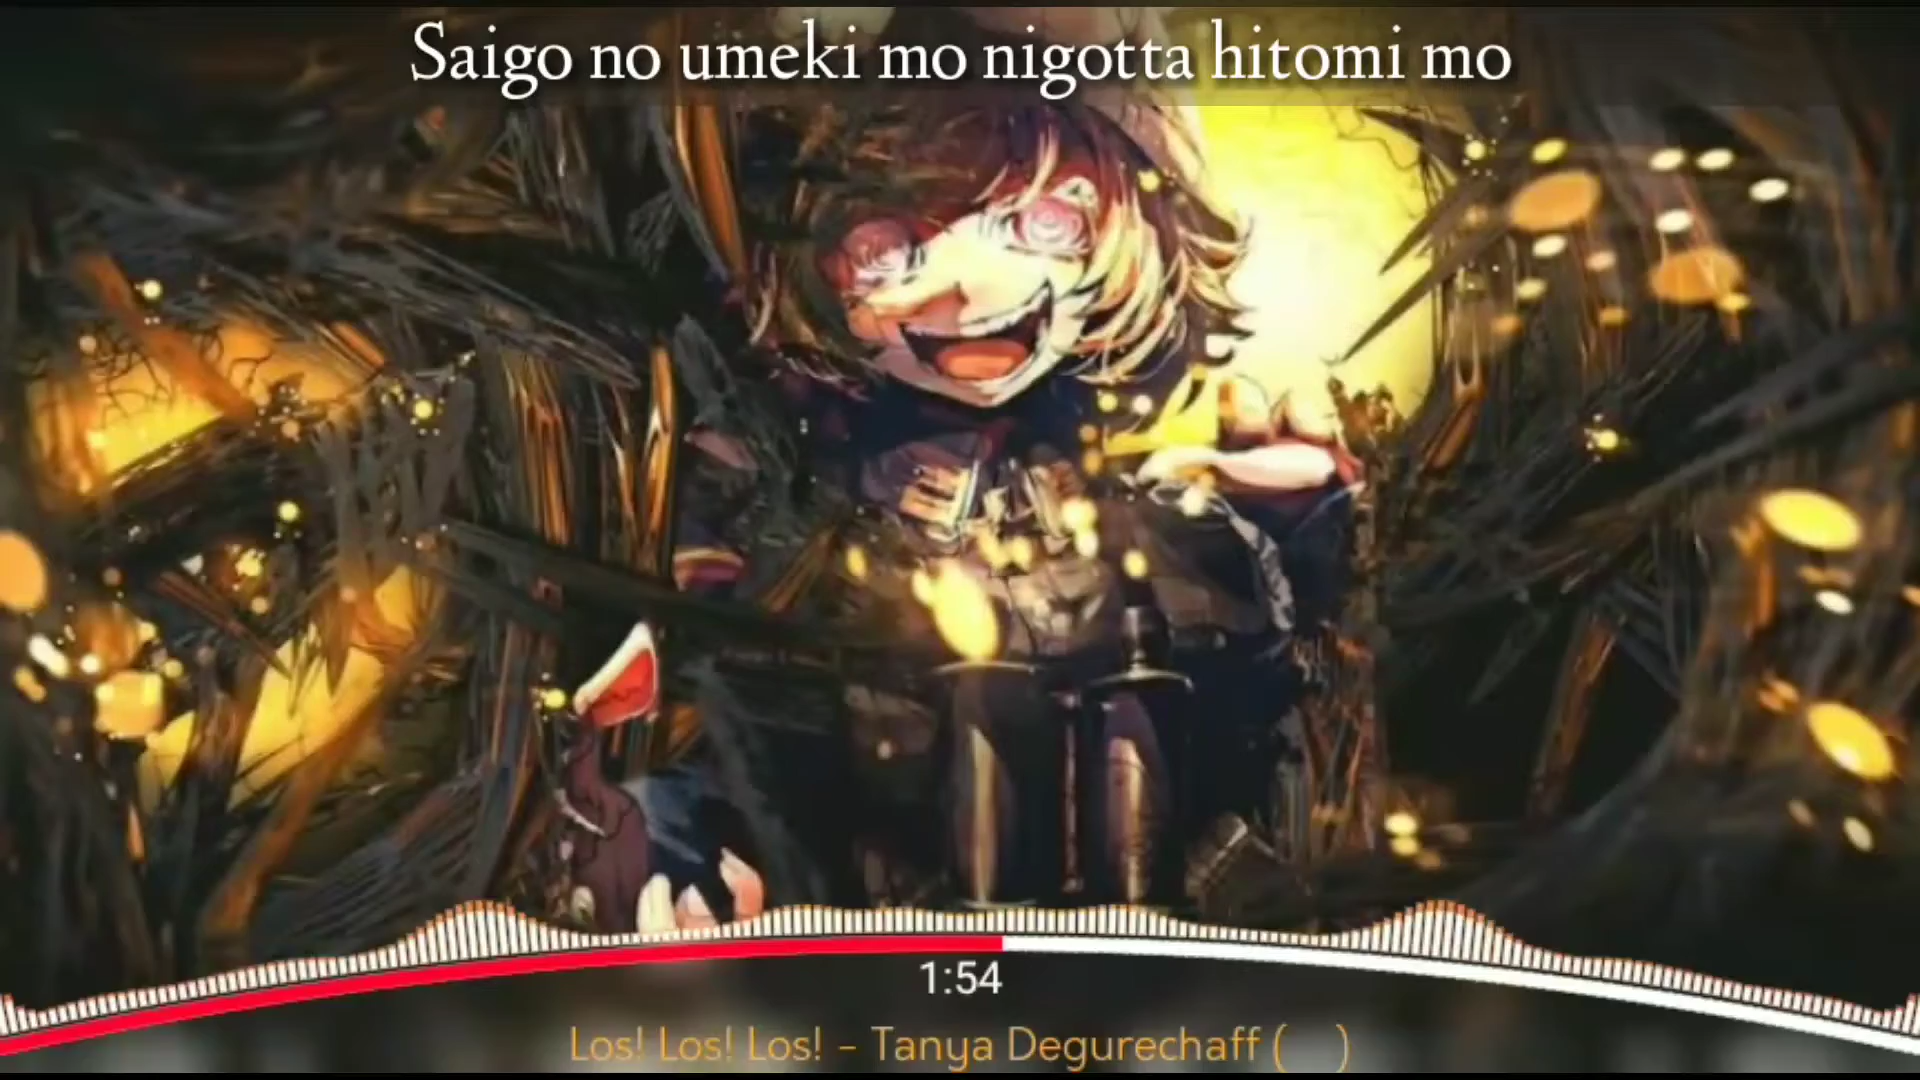 Saigo no umeki mo nigotta hitomi mo
1:54
Los! Los! Los! - Tanya Degurechaff (    )